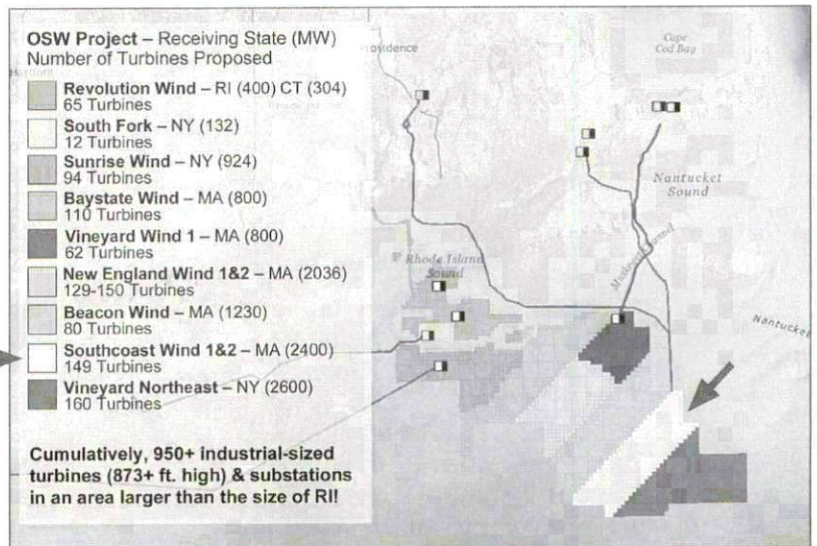 OSW Project – Receiving State (MW)
Number of Turbines Proposed
Revolution Wind – RI (400) CT (304)
65 Turbines
South Fork – NY (132)
12 Turbines
Sunrise Wind – NY (924)
94 Turbines
Baystate Wind – MA (800)
110 Turbines
Vineyard Wind 1 – MA (800)
62 Turbines
New England Wind 1&2 – MA (2036)
129-150 Turbines
Beacon Wind – MA (1230)
80 Turbines
Southcoast Wind 1&2 – MA (2400)
149 Turbines
Vineyard Northeast – NY (2600)
160 Turbines
Cumulatively, 950+ industrial-sized
turbines (873+ ft. high) & substations
in an area larger than the size of RI!
ovidence
Cape
Cod Bay
Nantucket
Sound
Rhode Island
Sound
Nantucket